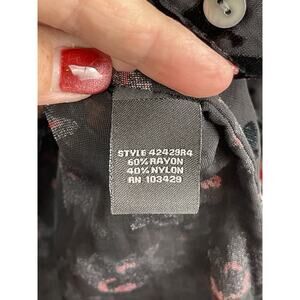 STYLE 42429R4
60% RAYON
40% NYLON
RN 103429